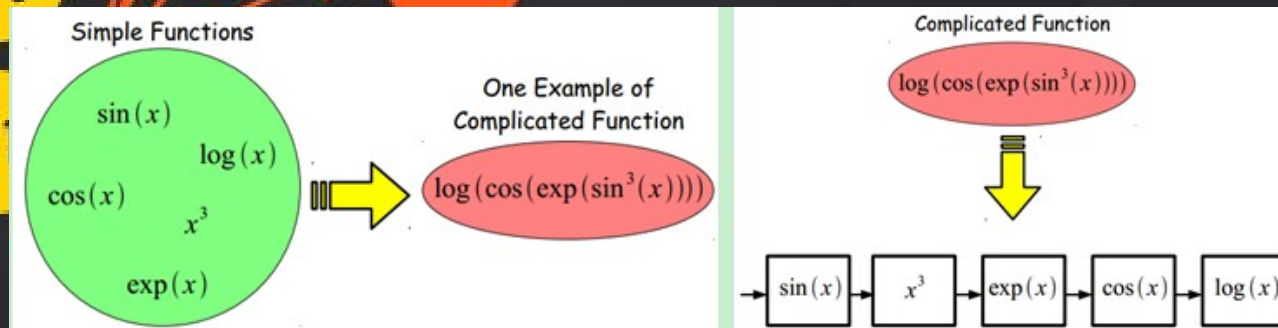 Simple Functions
sin(x)
log(x)
cos(x)
x³
exp(x)
One Example of
Complicated Function
log(cos(exp(sin³(x))))
Complicated Function
log(cos(exp(sin³(x))))
sin(x) x³ exp(x) cos(x) log(x)